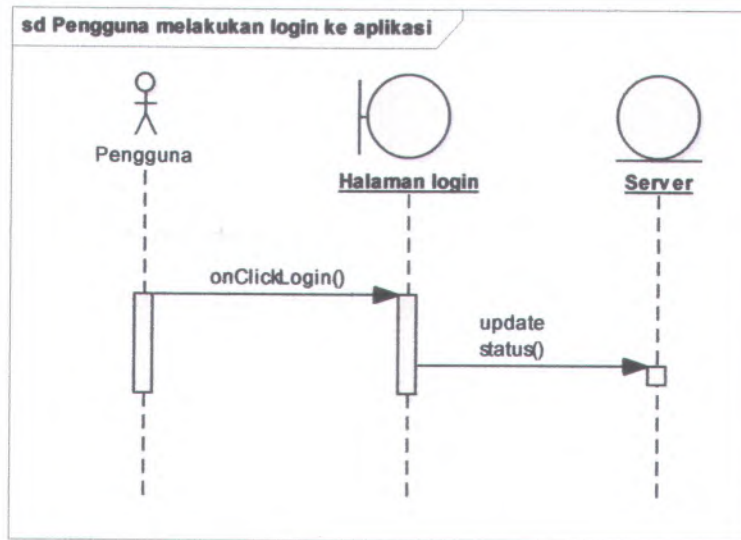 sd Pengguna melakukan login ke aplikasi
Pengguna
Halaman login
Server
onClickLogin()
update
status()